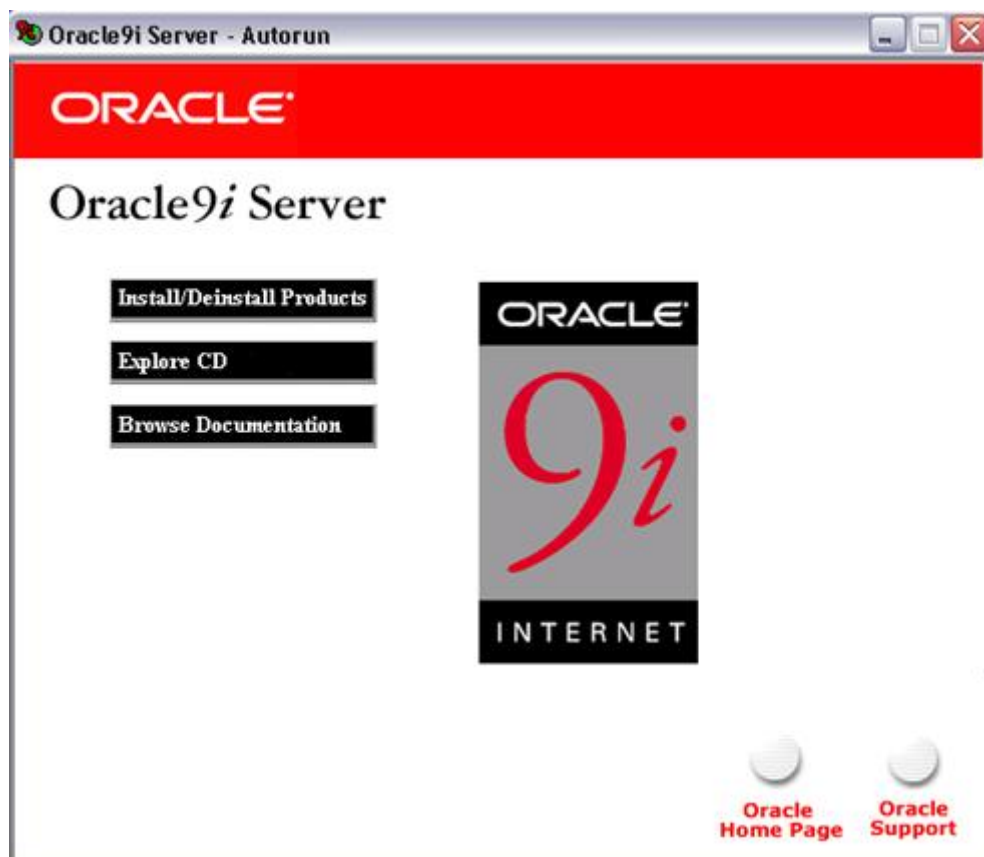 Oracle9i Server - Autorun
ORACLE
Oracle9i Server
Install/Deinstall Products
Explore CD
Browse Documentation
ORACLE
9i
INTERNET
Oracle
Home Page
Oracle
Support